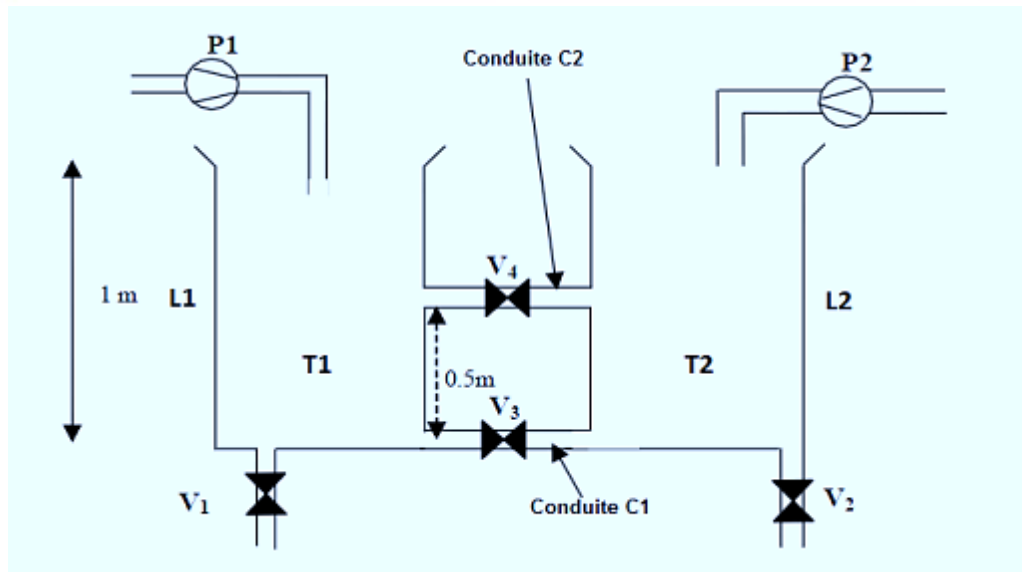 P1
Conduite C2
P2
V4
1 m
L1
L2
T1
T2
0.5m
V3
V1
V2
Conduite C1